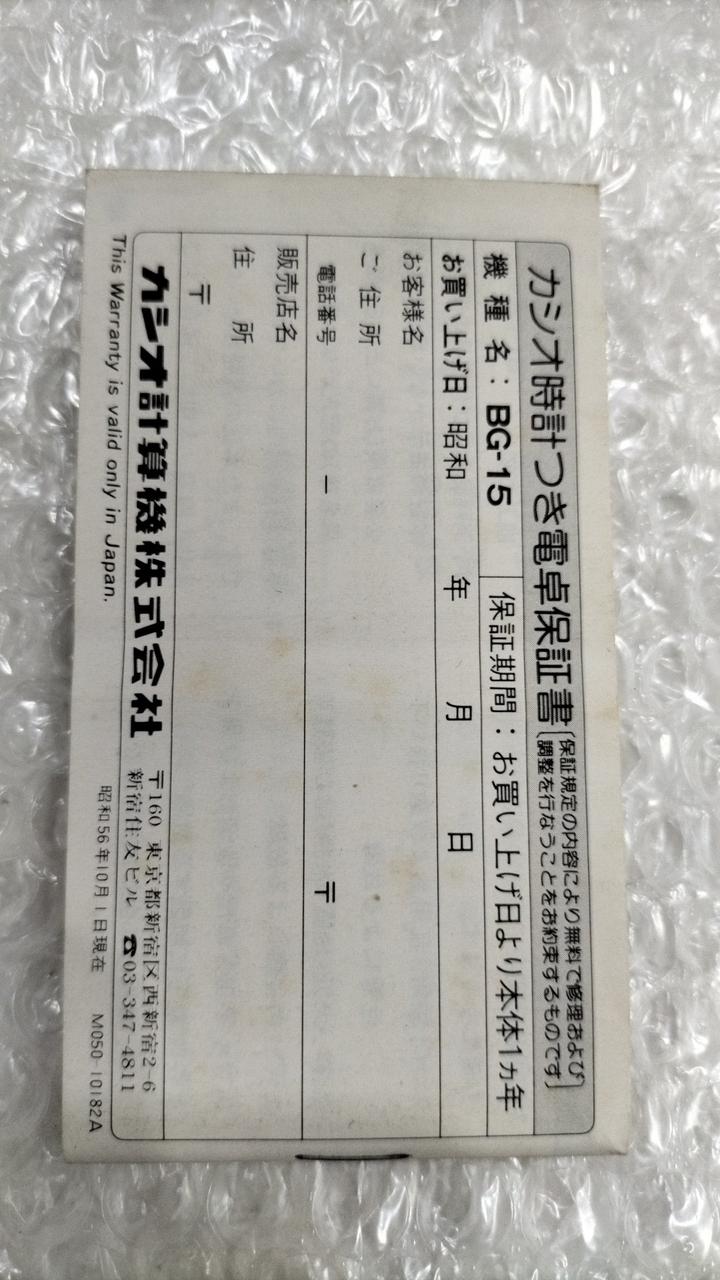 カシオ時計つき電卓保証書
〔保証規定の内容により無料で修理および
調整を行なうことをお約束するものです〕
機種名：BG-15 保証期間：お買い上げ日より本体1ヵ年
お買い上げ日：昭和 年 月 日
お客様名
ご住所 〒
電話番号 －
販売店名
住所
〒
カシオ計算機株式会社 〒160 東京都新宿区西新宿2-6
新宿住友ビル ☎03-347-4811
This Warranty is valid only in Japan.
昭和56年10月1日現在 M050-10182A